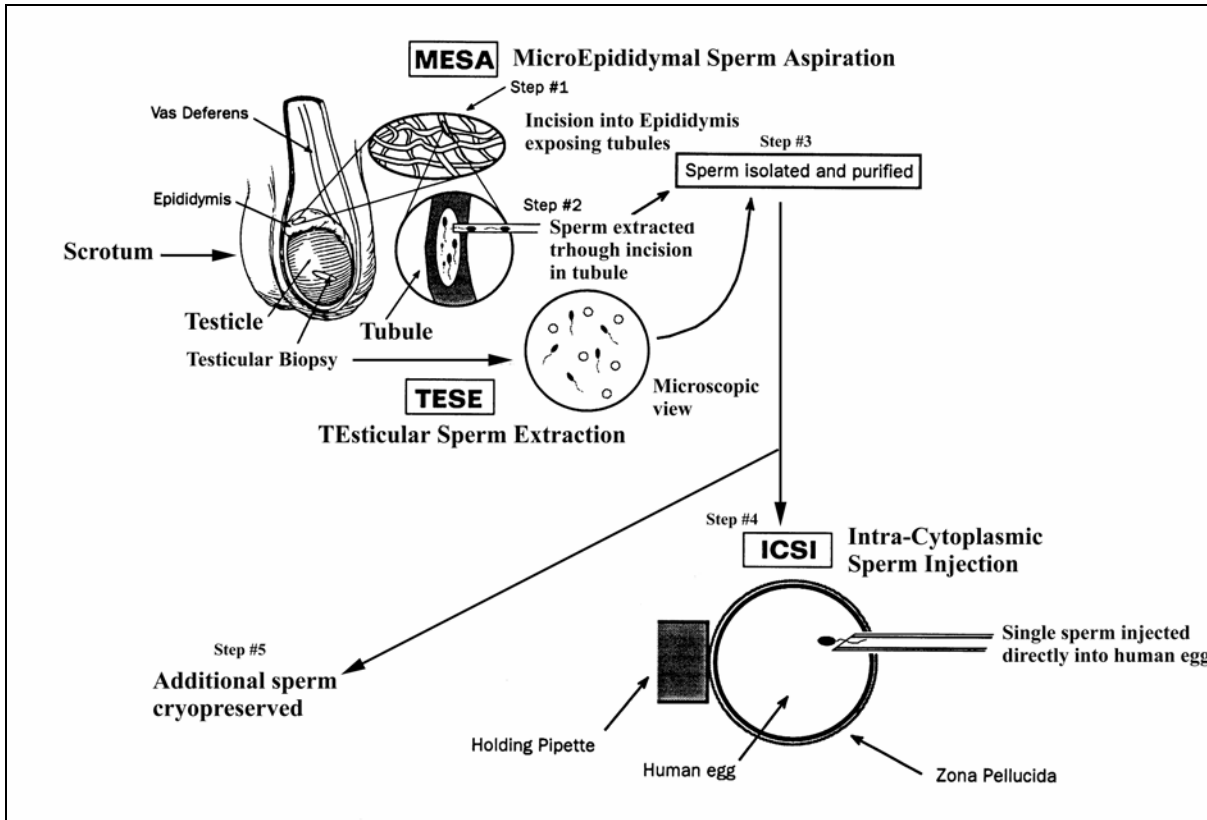 MESA MicroEpididymal Sperm Aspiration
Step #1
Vas Deferens
Incision into Epididymis
exposing tubules
Step #3
Sperm isolated and purified
Epididymis
Step #2
Sperm extracted
trhough incision
in tubule
Scrotum
Testicle
Tubule
Testicular Biopsy
Microscopic
view
TESE
TEsticular Sperm Extraction
Step #4
ICSI
Intra-Cytoplasmic
Sperm Injection
Single sperm injected
directly into human egg
Step #5
Additional sperm
cryopreserved
Holding Pipette
Human egg
Zona Pellucida